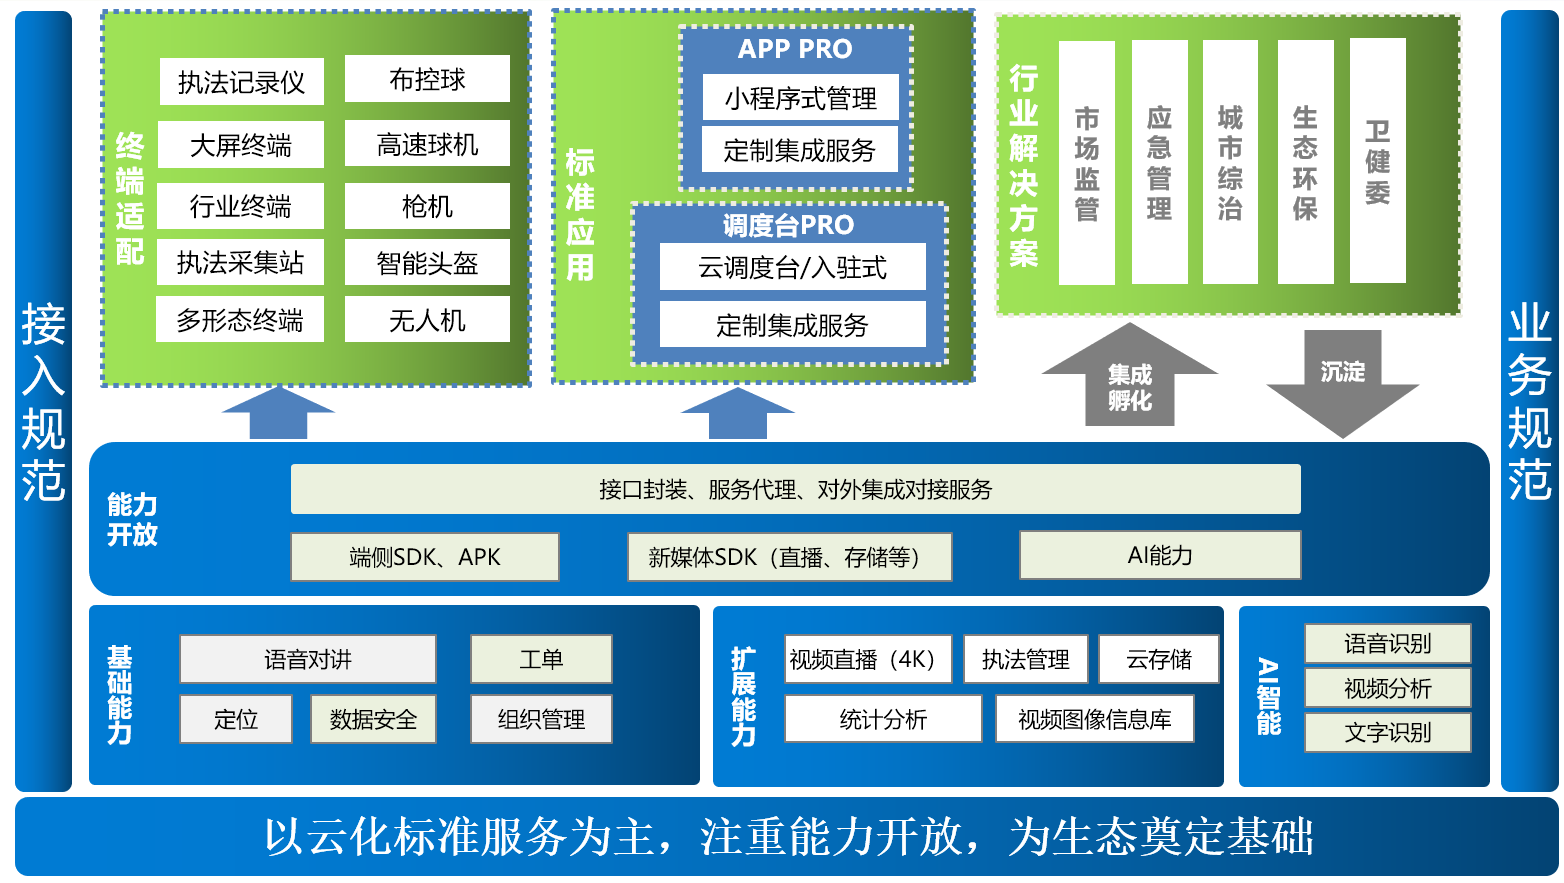 接入规范
终端适配
执法记录仪
布控球
大屏终端
高速球机
行业终端
枪机
执法采集站
智能头盔
多形态终端
无人机
标准应用
APP PRO
小程序式管理
定制集成服务
调度台PRO
云调度台/入驻式
定制集成服务
行业解决方案
市场监管
应急管理
城市综治
生态环保
卫健委
集成
孵化
沉淀
业务规范
能力
开放
接口封装、服务代理、对外集成对接服务
端侧SDK、APK
新媒体SDK（直播、存储等）
AI能力
基础能力
语音对讲
工单
定位
数据安全
组织管理
扩展能力
视频直播（4K）
执法管理
云存储
统计分析
视频图像信息库
AI智能
语音识别
视频分析
文字识别
以云化标准服务为主，注重能力开放，为生态奠定基础